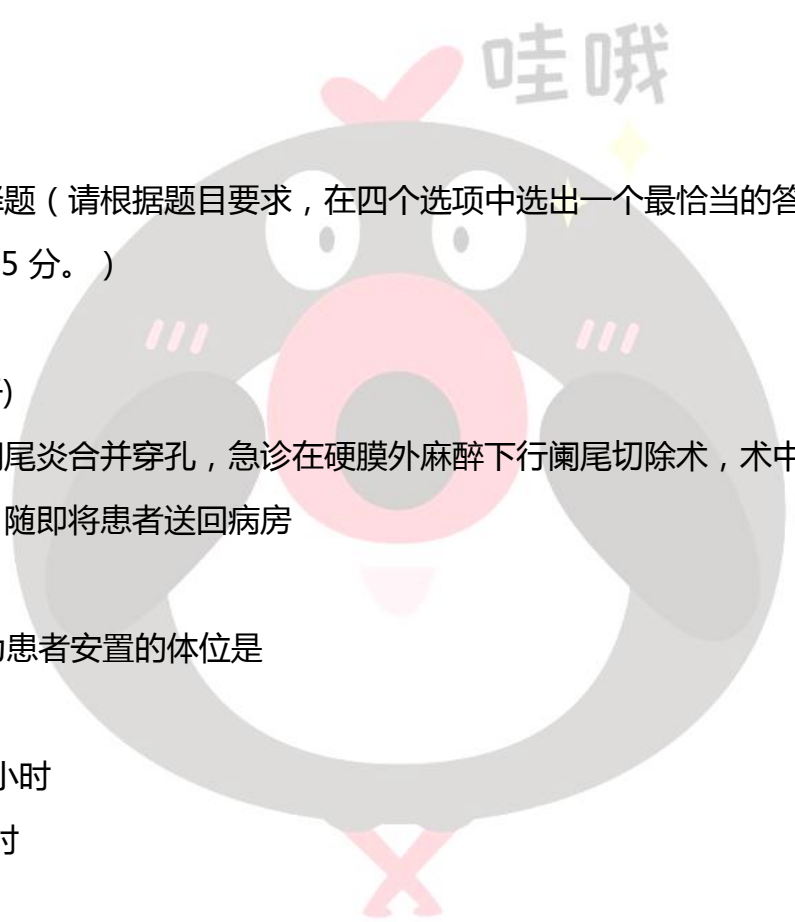 哇哦
题（请根据题目要求，在四个选项中选出一个最恰当的答
5 分。）
)
尾炎合并穿孔，急诊在硬膜外麻醉下行阑尾切除术，术中
随即将患者送回病房
患者安置的体位是
小时
时